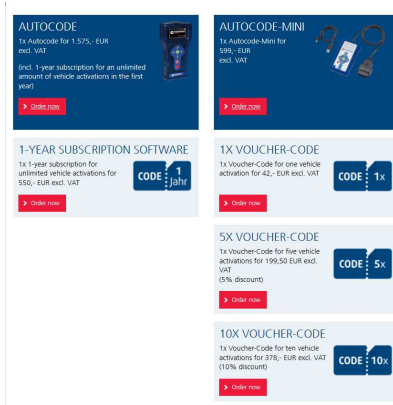 AUTOCODE
1x Autocode for 1.575,- EUR
excl. VAT
(incl. 1-year subscription for an unlimited
amount of vehicle activations in the first
year)
Order now
AUTOCODE-MINI
1x Autocode-Mini for
599,- EUR
excl. VAT
Order now
1-YEAR SUBSCRIPTION SOFTWARE
1x 1-year subscription for
unlimited vehicle activations for
550,- EUR excl. VAT
CODE 1 Jahr
Order now
1X VOUCHER-CODE
1x Voucher-Code for one vehicle
activation for 42,- EUR excl. VAT
CODE 1x
Order now
5X VOUCHER-CODE
1x Voucher-Code for five vehicle
activations for 199,50 EUR excl.
VAT
(5% discount)
CODE 5x
Order now
10X VOUCHER-CODE
1x Voucher-Code for ten vehicle
activations for 378,- EUR excl. VAT
(10% discount)
CODE 10x
Order now